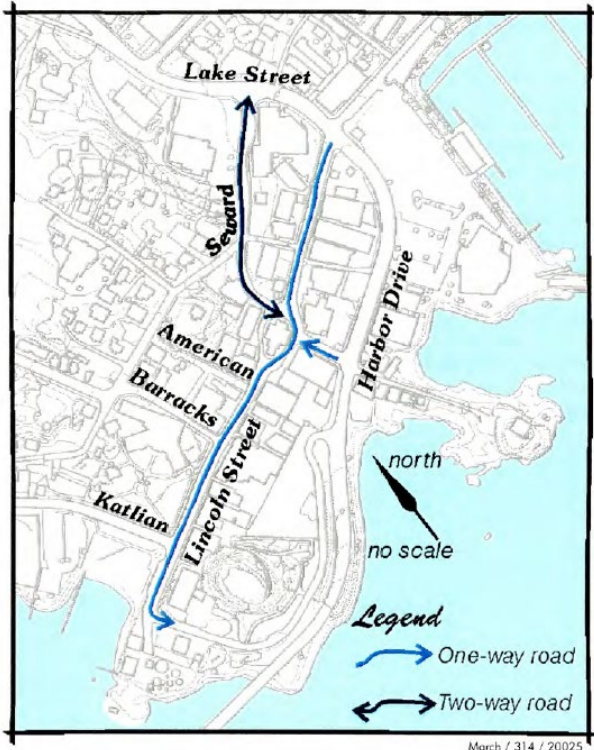 Lake Street
Seward
Harbor Drive
American
Barracks
Lincoln Street
Katlian
north
no scale
Legend
One-way road
Two-way road
March / 314 / 20025